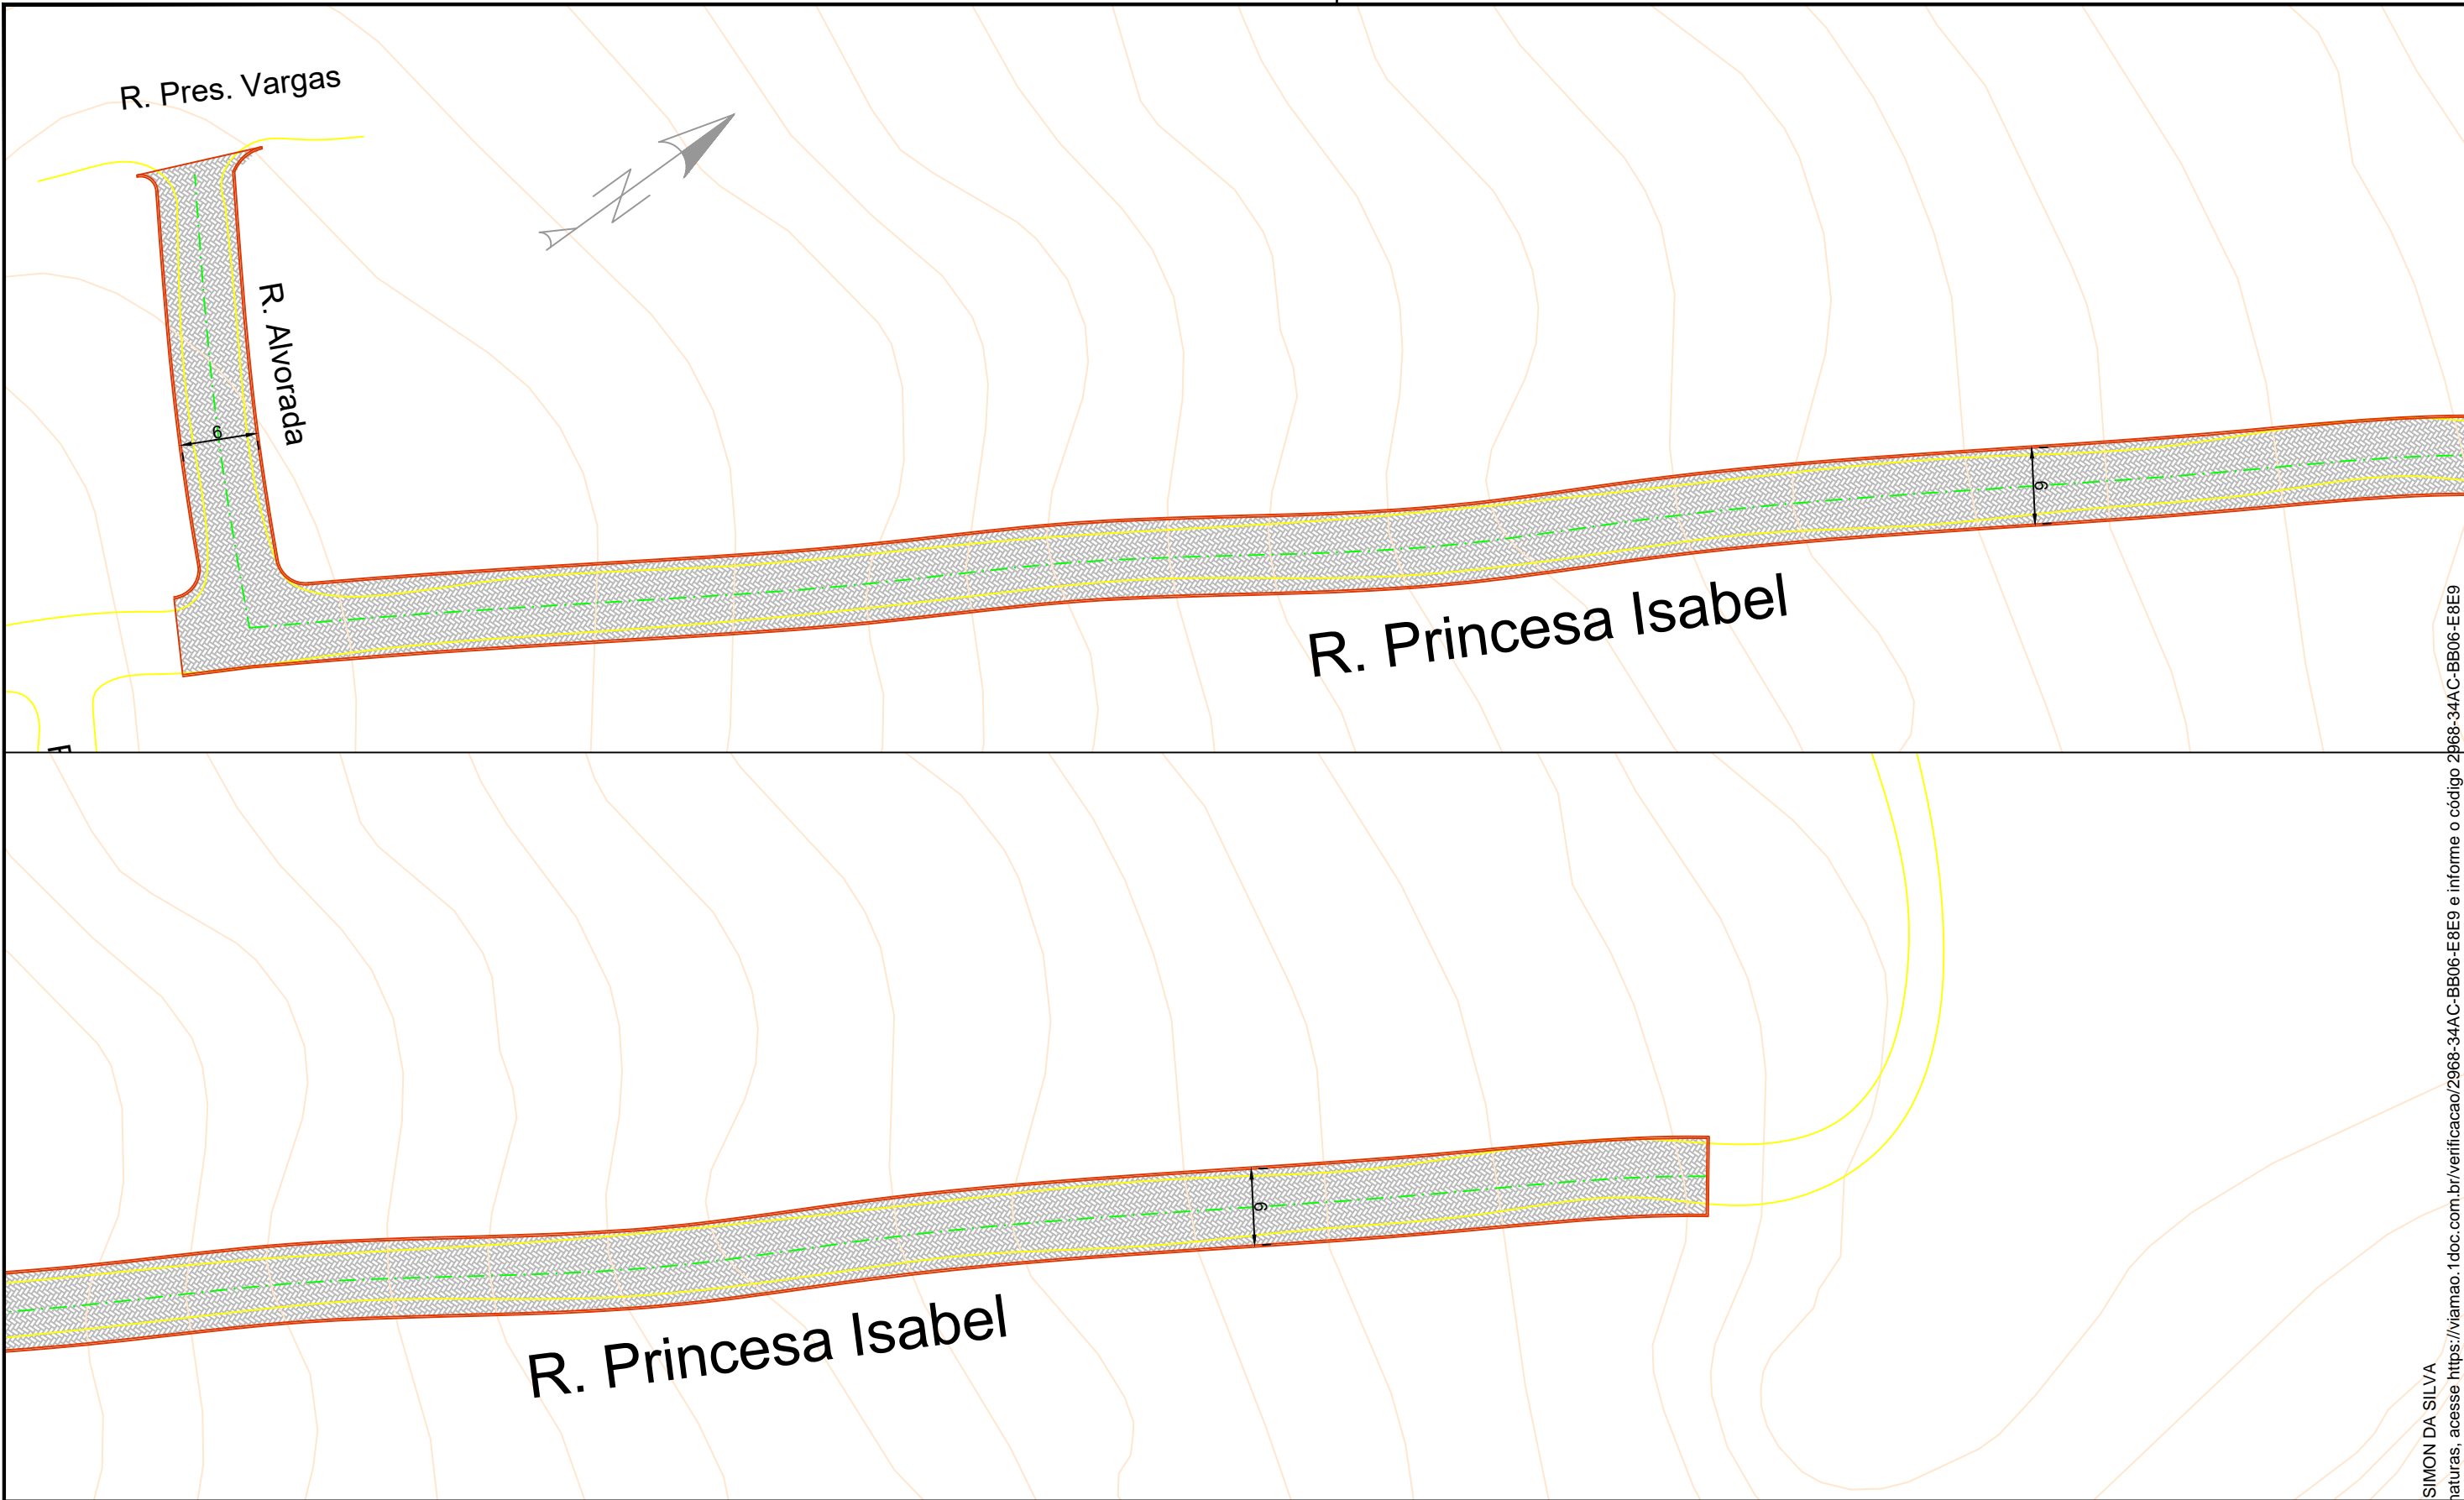 R. Pres. Vargas
R. Alvorada
6
6
R. Princesa Isabel
6
R. Princesa Isabel
SIMON DA SILVA
naturas, acesse https://viamao.1doc.com.br/verificacao/2968-34AC-BB06-E8E9 e informe o código 2968-34AC-BB06-E8E9